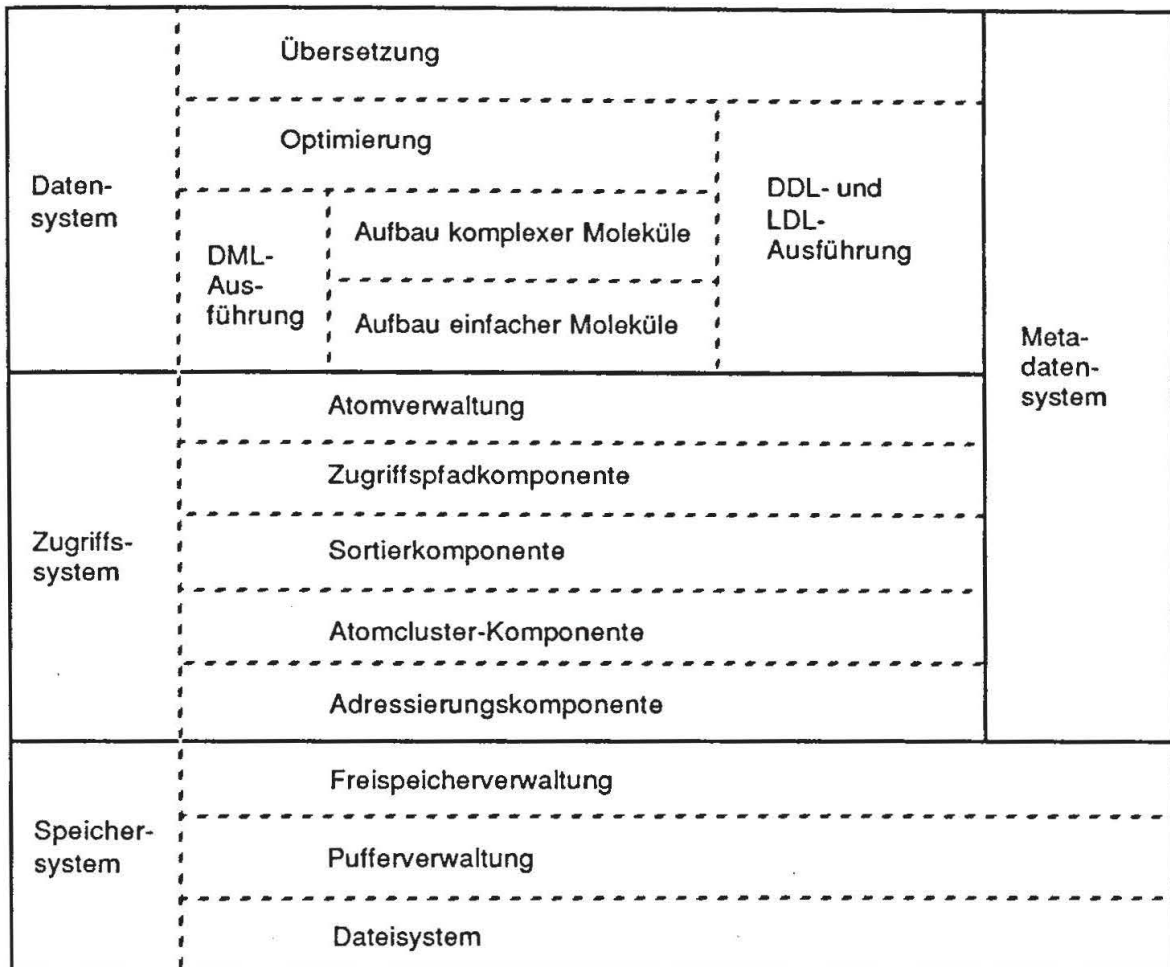 Übersetzung
Optimierung
Daten-
system
DML-
Aus-
führung
Aufbau komplexer Moleküle
Aufbau einfacher Moleküle
DDL- und
LDL-
Ausführung
Meta-
daten-
system
Zugriffs-
system
Atomverwaltung
Zugriffspfadkomponente
Sortierkomponente
Atomcluster-Komponente
Adressierungskomponente
Speicher-
system
Freispeicherverwaltung
Pufferverwaltung
Dateisystem